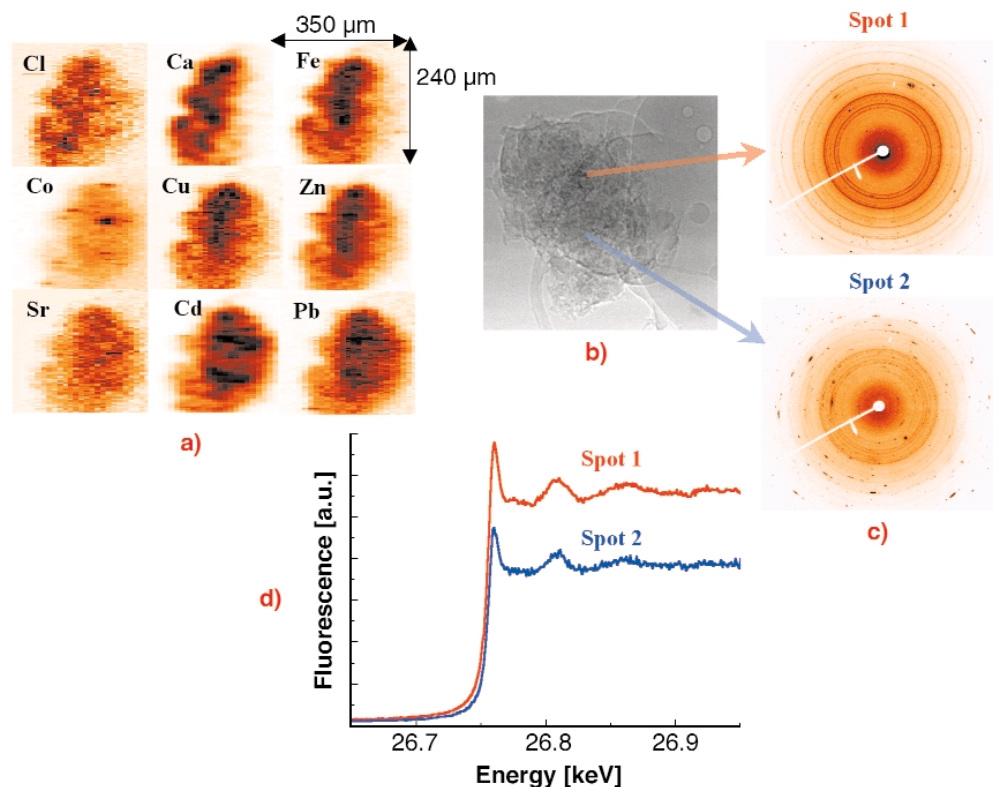 350 µm
Cl
Ca
Fe
240 µm
Co
Cu
Zn
Sr
Cd
Pb
a)
b)
Spot 1
Spot 2
c)
d)
Fluorescence [a.u.]
Spot 1
Spot 2
26.7
26.8
26.9
Energy [keV]